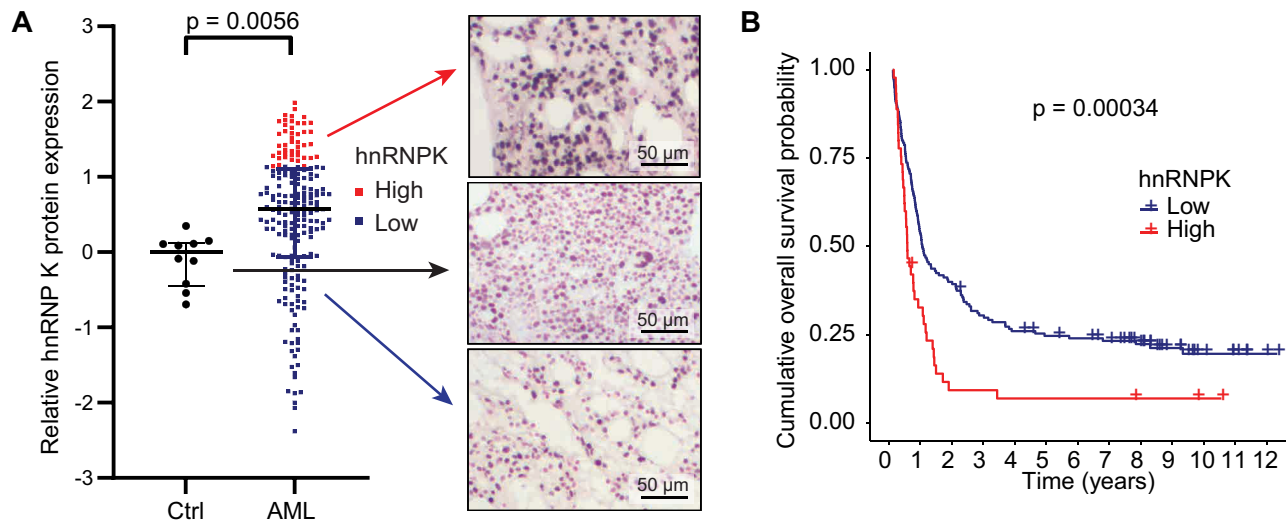 A
Relative hnRNP K protein expression
3
2
1
0
-1
-2
-3
p = 0.0056
Ctrl
AML
hnRNPK
High
Low
50 µm
50 µm
50 µm
B
Cumulative overall survival probability
1.00
0.75
0.50
0.25
0.00
p = 0.00034
hnRNPK
Low
High
0 1 2 3 4 5 6 7 8 9 10 11 12
Time (years)